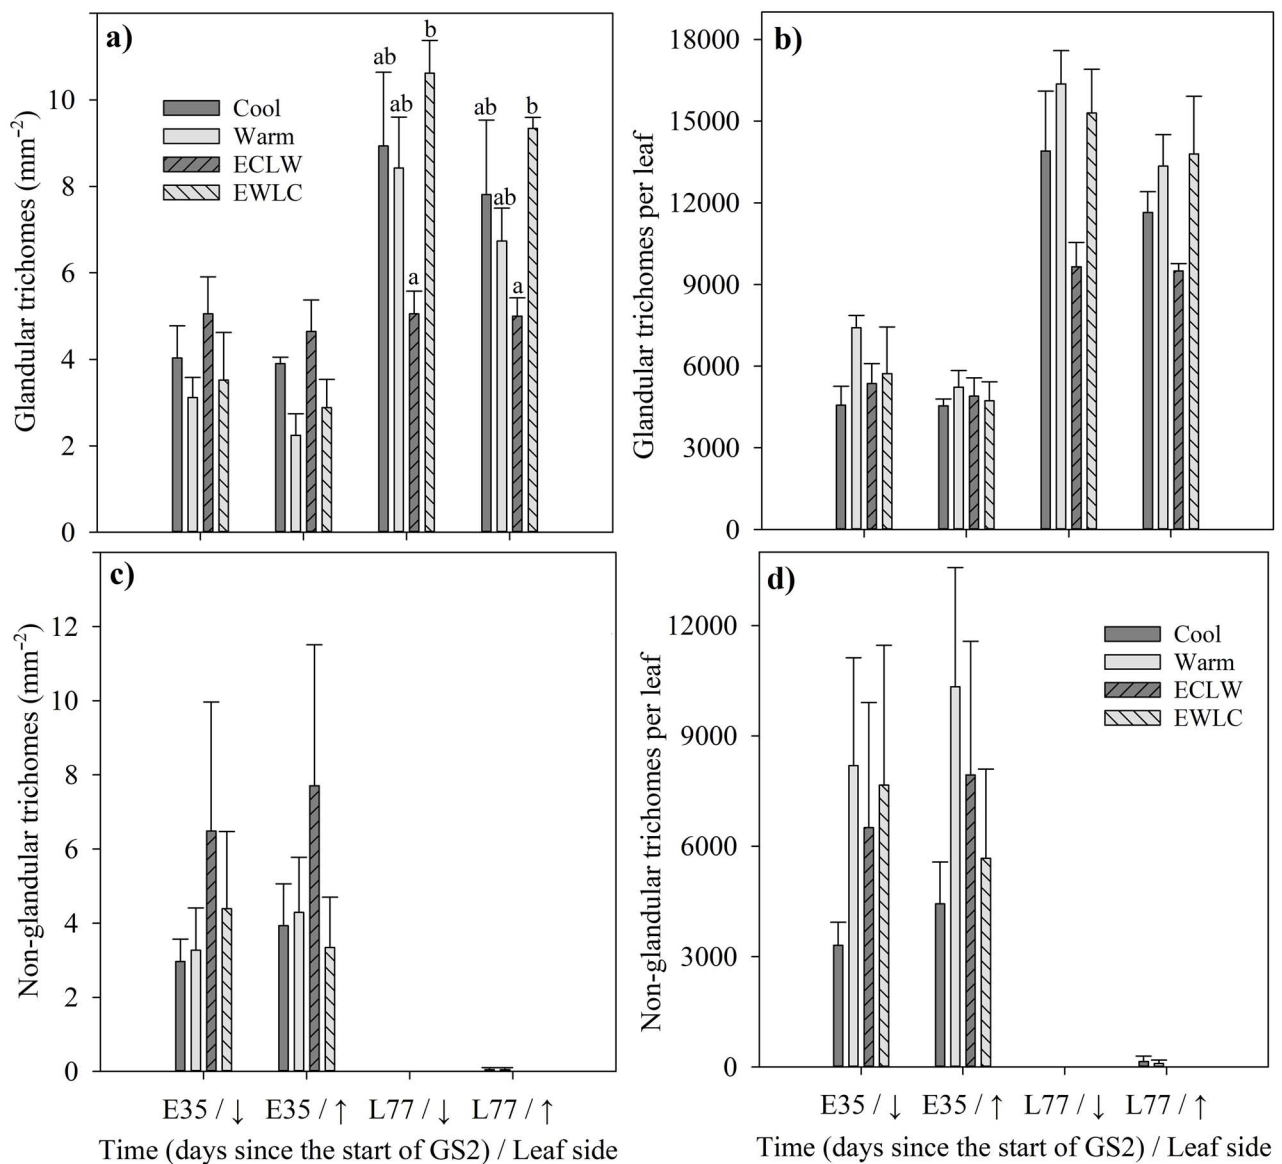 a)
Glandular trichomes (mm⁻²)
10
8
6
4
2
0
Cool
Warm
ECLW
EWLC
ab
ab
a
b
ab
ab
a
b
b)
Glandular trichomes per leaf
18000
15000
12000
9000
6000
3000
0
c)
Non-glandular trichomes (mm⁻²)
12
10
8
6
4
2
0
E35 / ↓ E35 / ↑ L77 / ↓ L77 / ↑
Time (days since the start of GS2) / Leaf side
d)
Non-glandular trichomes per leaf
12000
9000
6000
3000
0
Cool
Warm
ECLW
EWLC
E35 / ↓ E35 / ↑ L77 / ↓ L77 / ↑
Time (days since the start of GS2) / Leaf side